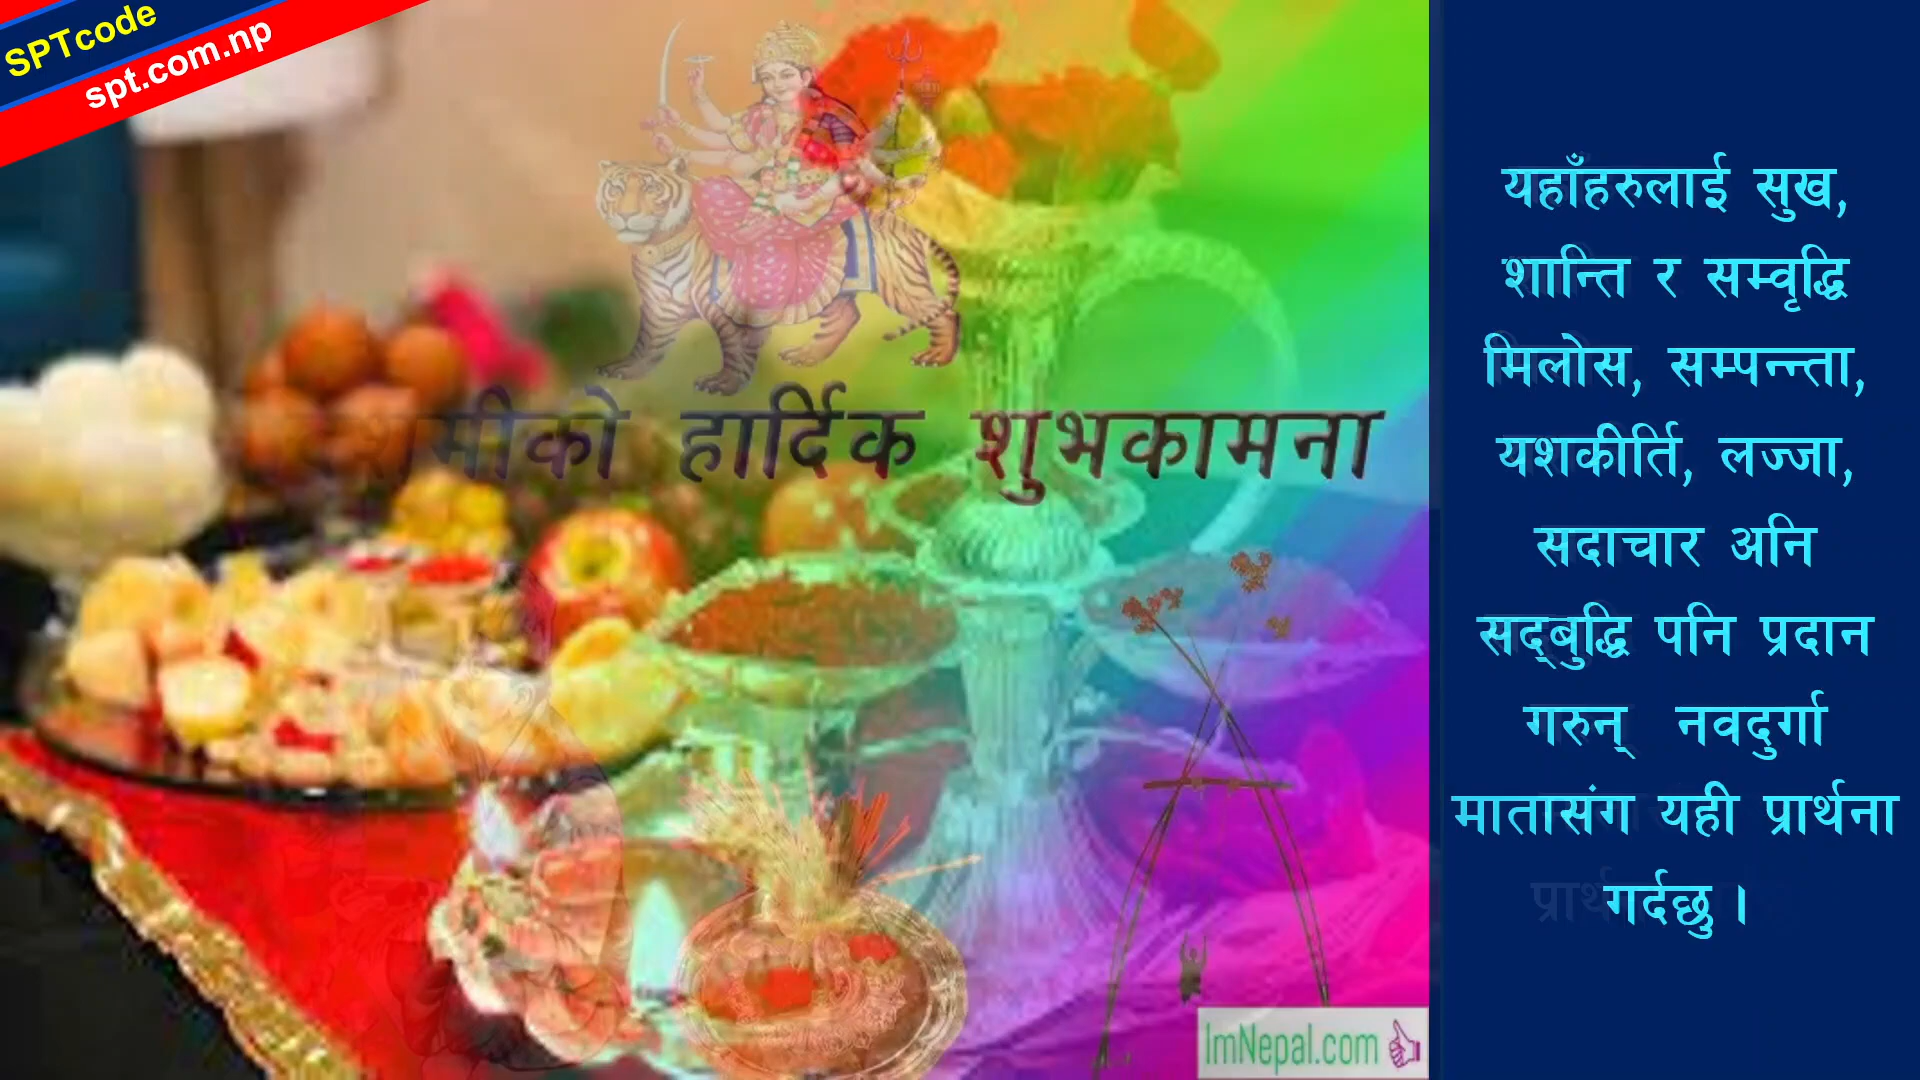 SPTcode
spt.com.np
शमीको हार्दिक शुभकामना
यहाँहरुलाई सुख,
शान्ति र सम्वृद्धि
मिलोस, सम्पन्न्ता,
यशकीर्ति, लज्जा,
सदाचार अनि
सद्बुद्धि पनि प्रदान
गरुन् नवदुर्गा
मातासंग यही प्रार्थना
गर्दछु ।
ImNepal.com